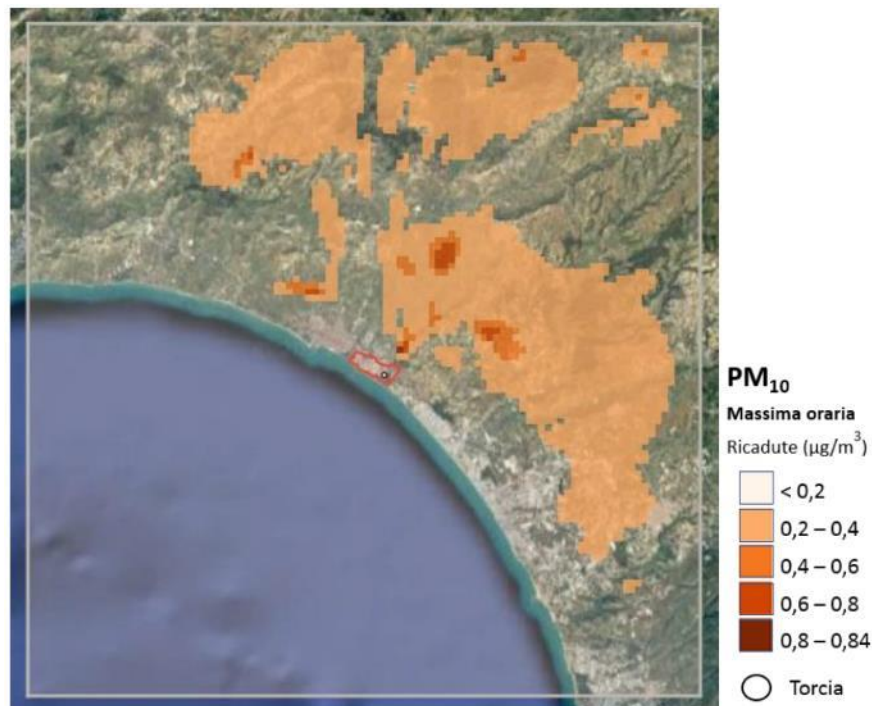 PM₁₀
Massima oraria
Ricadute (µg/m³)
< 0,2
0,2 – 0,4
0,4 – 0,6
0,6 – 0,8
0,8 – 0,84
Torcia